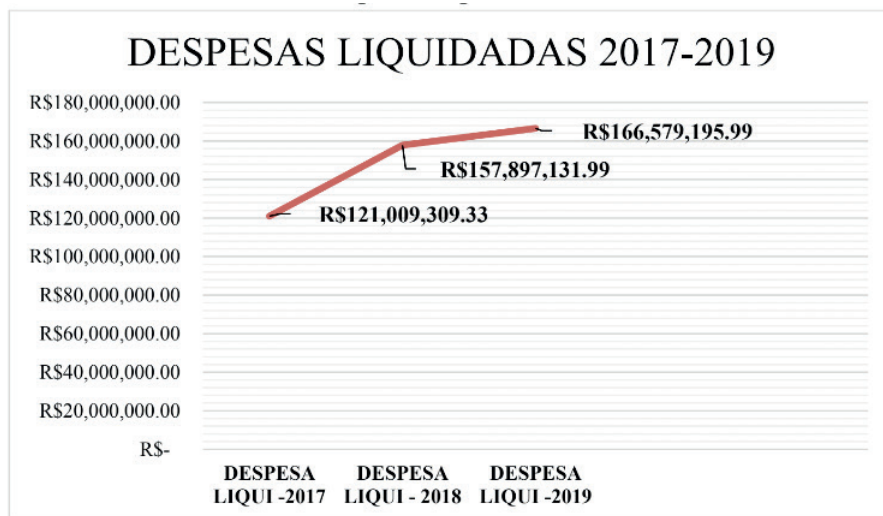 DESPESAS LIQUIDADAS 2017-2019
R$180,000,000.00
R$160,000,000.00
R$140,000,000.00
R$120,000,000.00
R$100,000,000.00
R$80,000,000.00
R$60,000,000.00
R$40,000,000.00
R$20,000,000.00
R$-
R$166,579,195.99
R$157,897,131.99
R$121,009,309.33
DESPESA
LIQUI -2017
DESPESA
LIQUI - 2018
DESPESA
LIQUI -2019